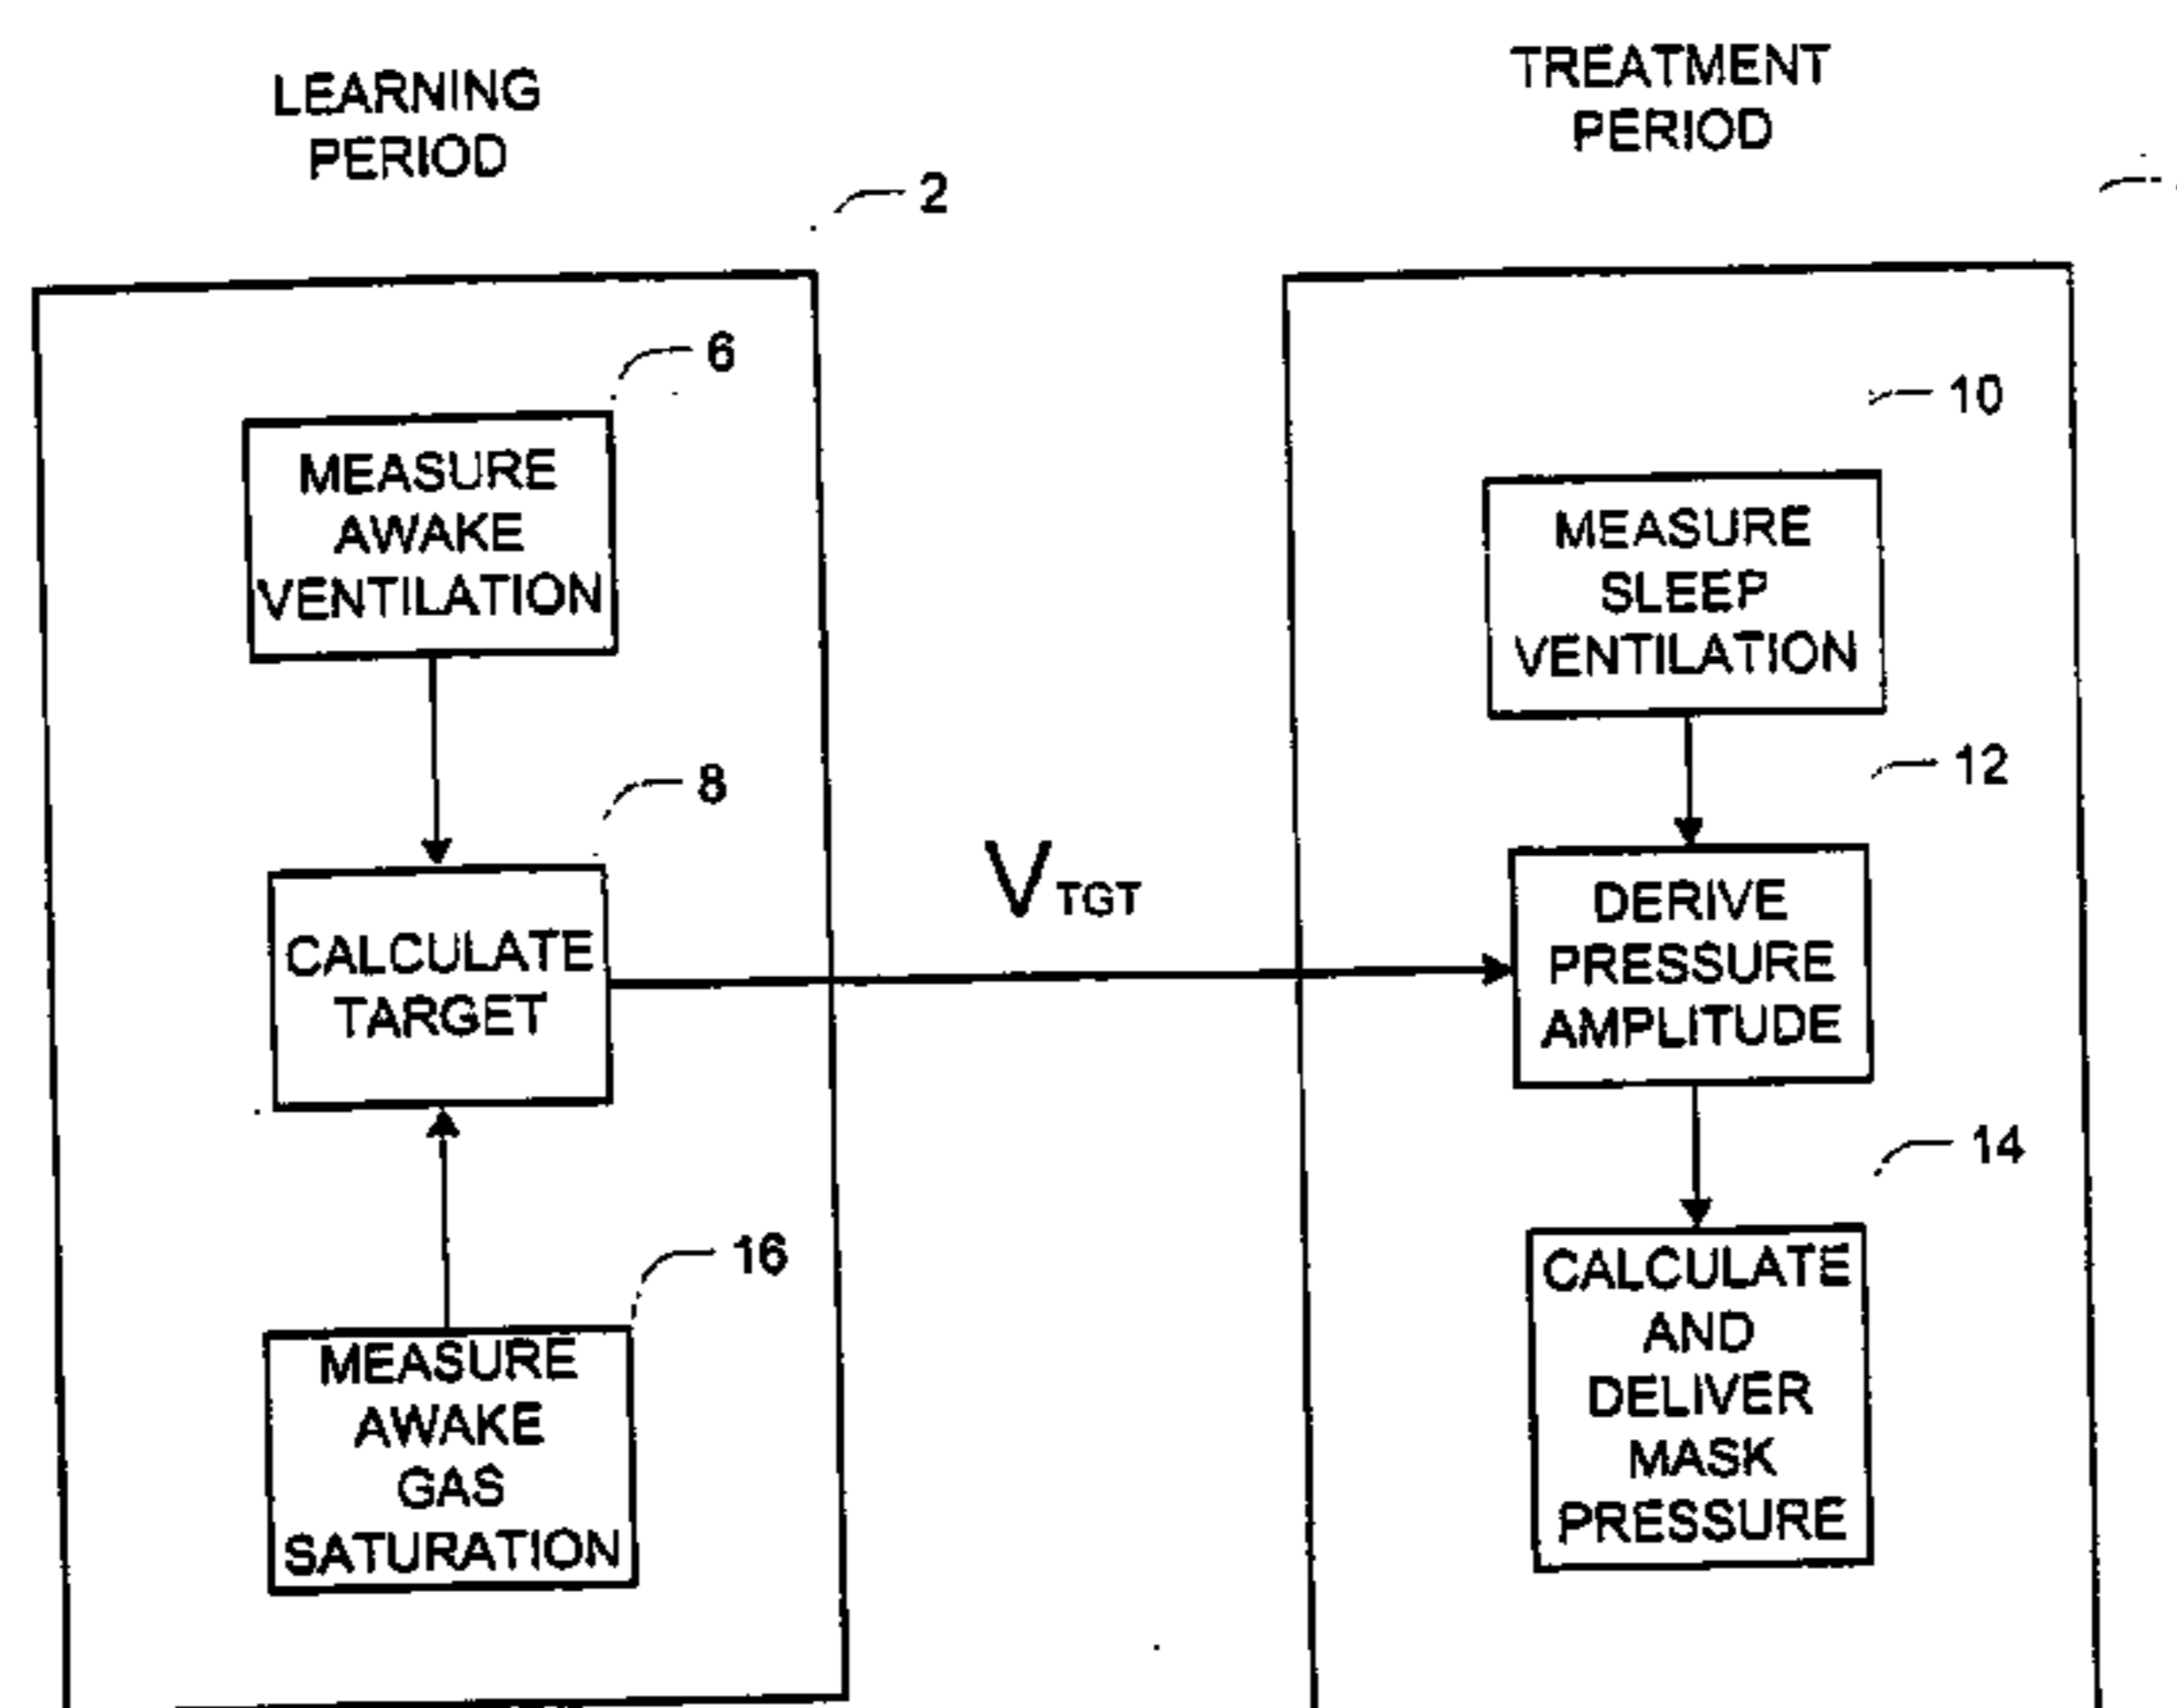 LEARNING
PERIOD
2
6
MEASURE
AWAKE
VENTILATION
8
CALCULATE
TARGET
16
MEASURE
AWAKE
GAS
SATURATION
V TGT
TREATMENT
PERIOD
10
MEASURE
SLEEP
VENTILATION
12
DERIVE
PRESSURE
AMPLITUDE
14
CALCULATE
AND
DELIVER
MASK
PRESSURE